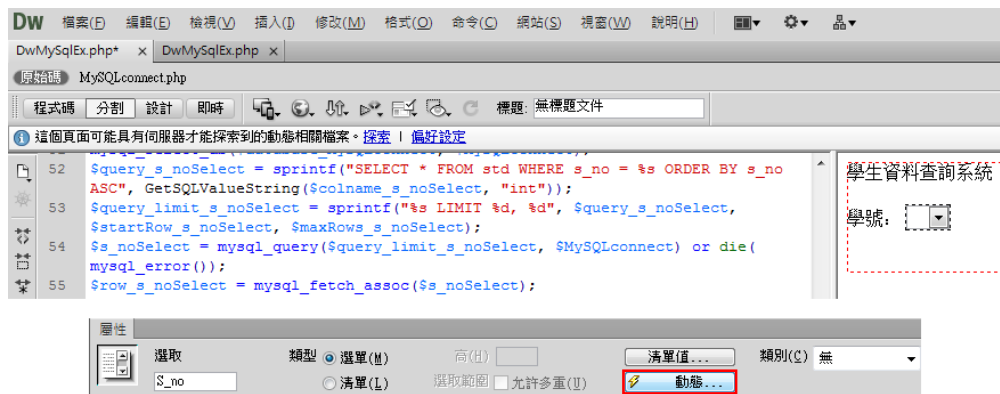 DW 檔案(F) 編輯(E) 檢視(V) 插入(I) 修改(M) 格式(O) 命令(C) 網站(S) 視窗(W) 說明(H)
DwMySqlEx.php* × DwMySqlEx.php ×
原始碼 MySQLconnect.php
程式碼 分割 設計 即時 標題: 無標題文件
這個頁面可能具有伺服器才能探索到的動態相關檔案。探索 | 偏好設定
52 $query_s_noSelect = sprintf("SELECT * FROM std WHERE s_no = %s ORDER BY s_no
ASC", GetSQLValueString($colname_s_noSelect, "int"));
53 $query_limit_s_noSelect = sprintf("%s LIMIT %d, %d", $query_s_noSelect,
$startRow_s_noSelect, $maxRows_s_noSelect);
54 $s_noSelect = mysql_query($query_limit_s_noSelect, $MySQLconnect) or die(
mysql_error());
55 $row_s_noSelect = mysql_fetch_assoc($s_noSelect);
學生資料查詢系統
學號:
屬性
選取 類型 選單(M) 高(H) 清單值... 類別(C) 無
S_no 清單(L) 選取範圍 允許多重(U) 動態...